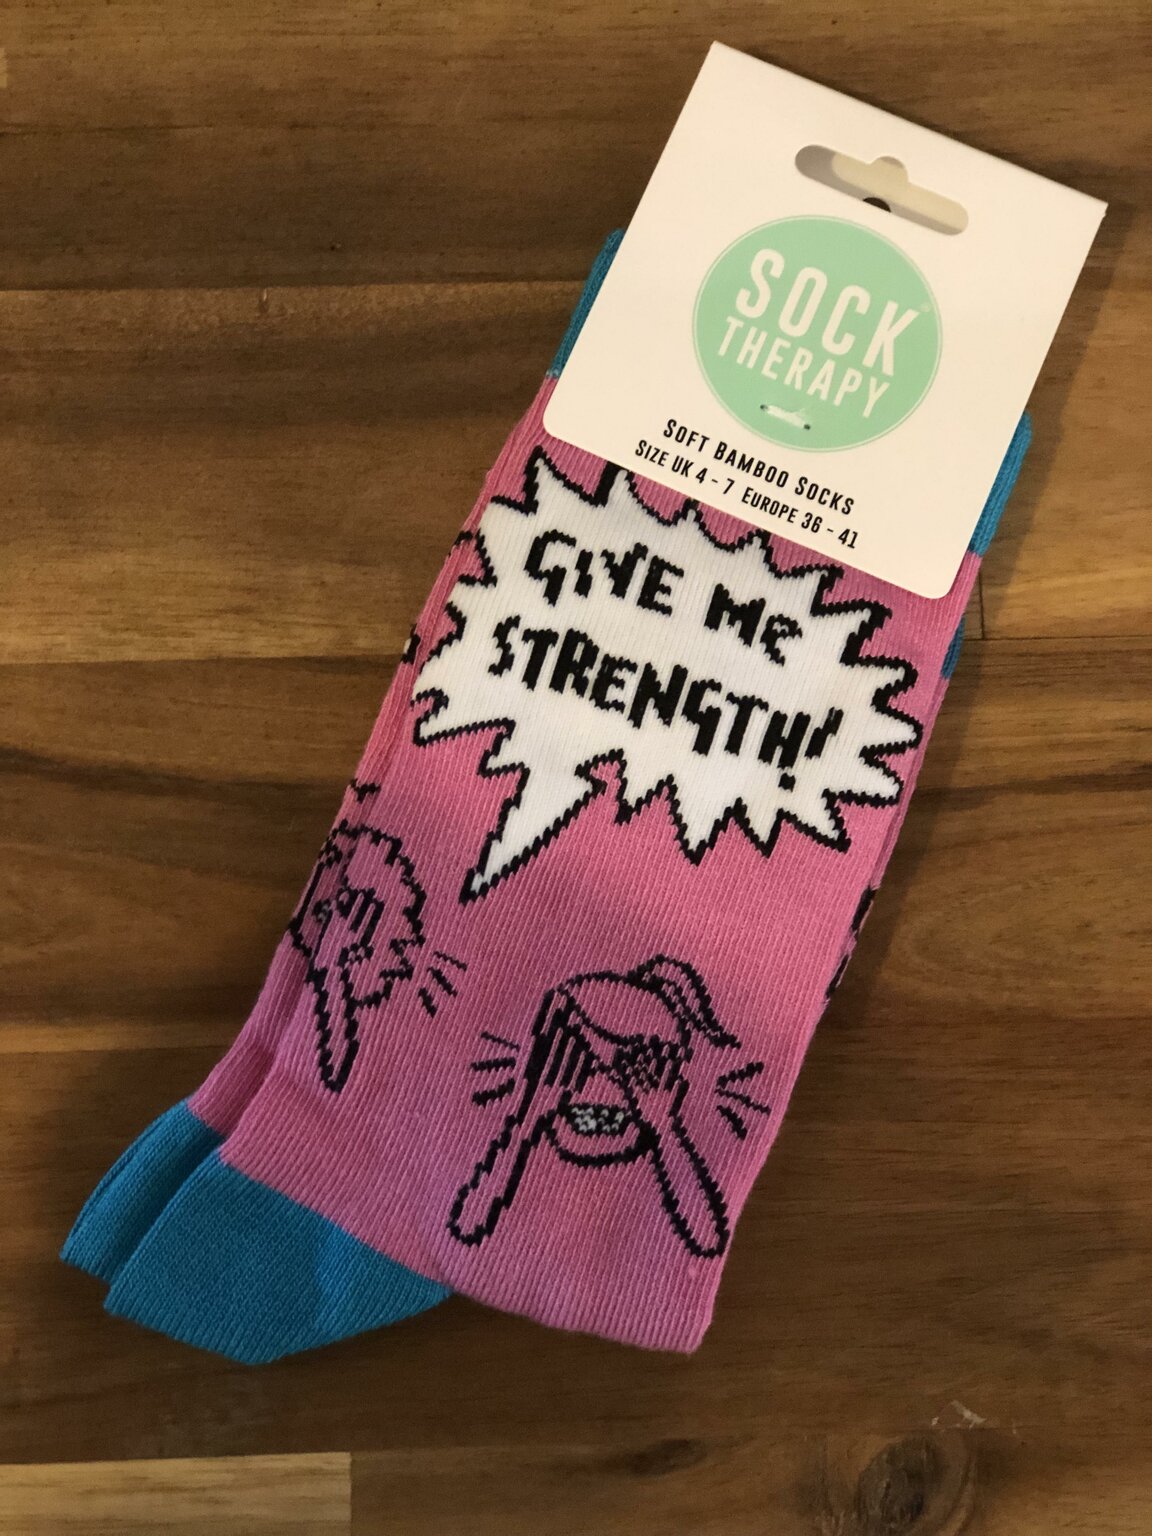 SOCK
THERAPY
SOFT BAMBOO SOCKS
SIZE UK 4 - 7 EUROPE 36 - 41
GIVE Me
STRENGTH!